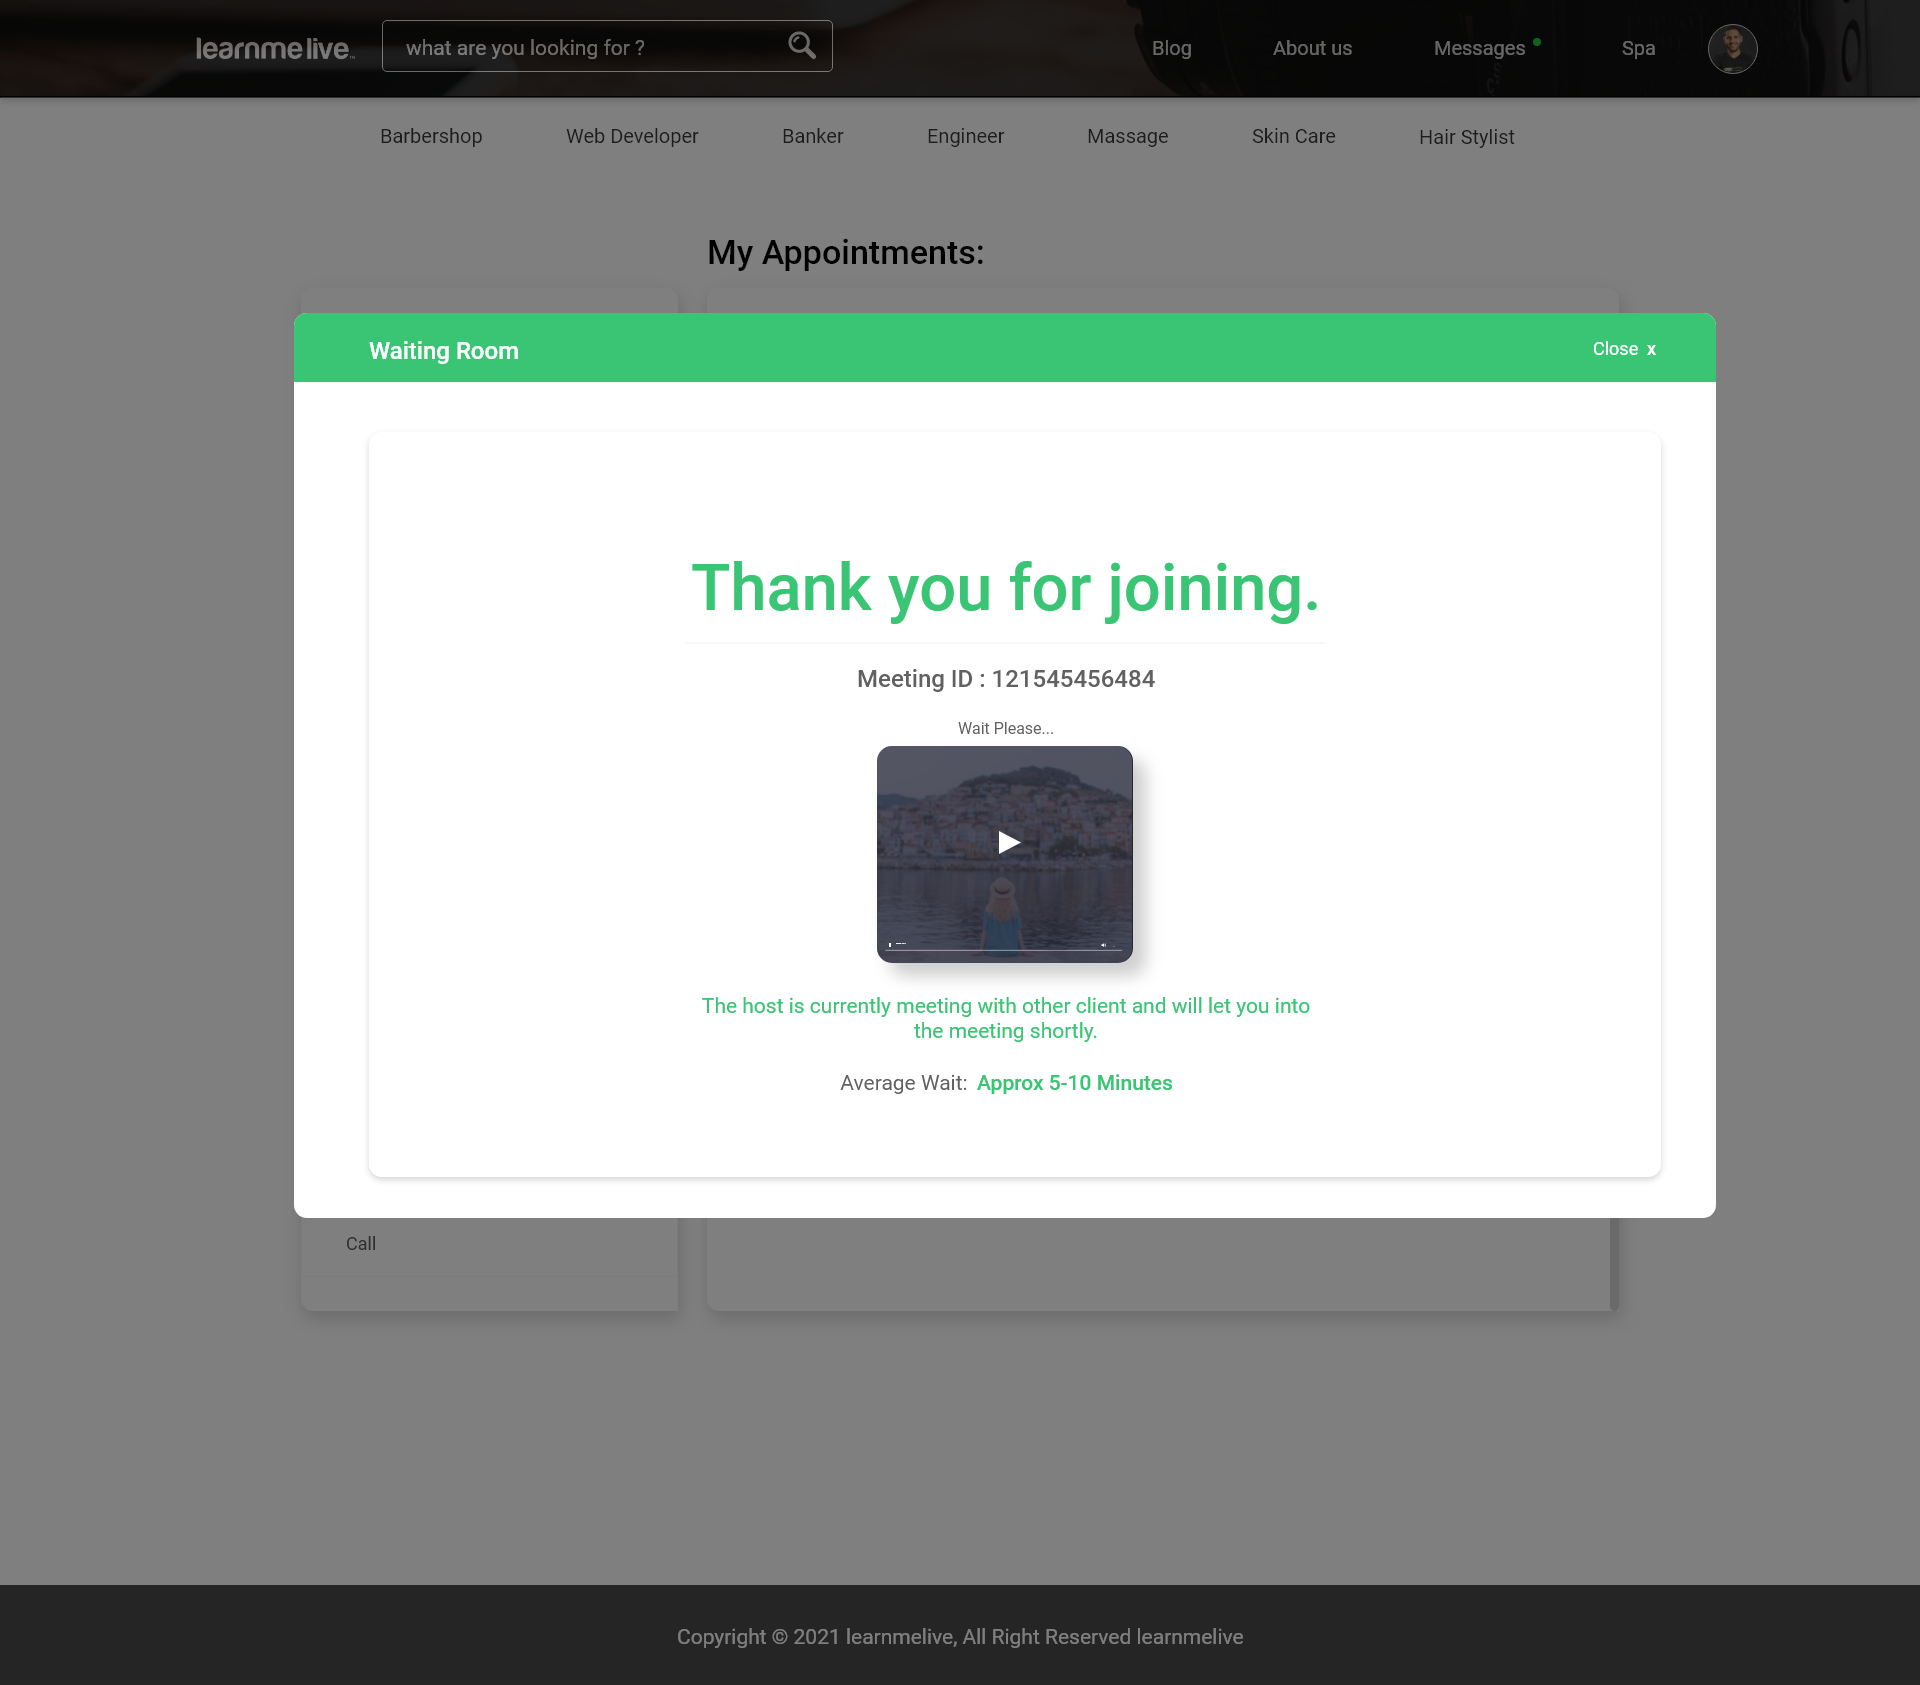 learnme live™
what are you looking for ?
Blog
About us
Messages
Spa
Barbershop
Web Developer
Banker
Engineer
Massage
Skin Care
Hair Stylist
My Appointments:
Waiting Room
Close x
Thank you for joining.
Meeting ID : 121545456484
Wait Please...
The host is currently meeting with other client and will let you into
the meeting shortly.
Average Wait: Approx 5-10 Minutes
Call
Copyright © 2021 learnmelive, All Right Reserved learnmelive